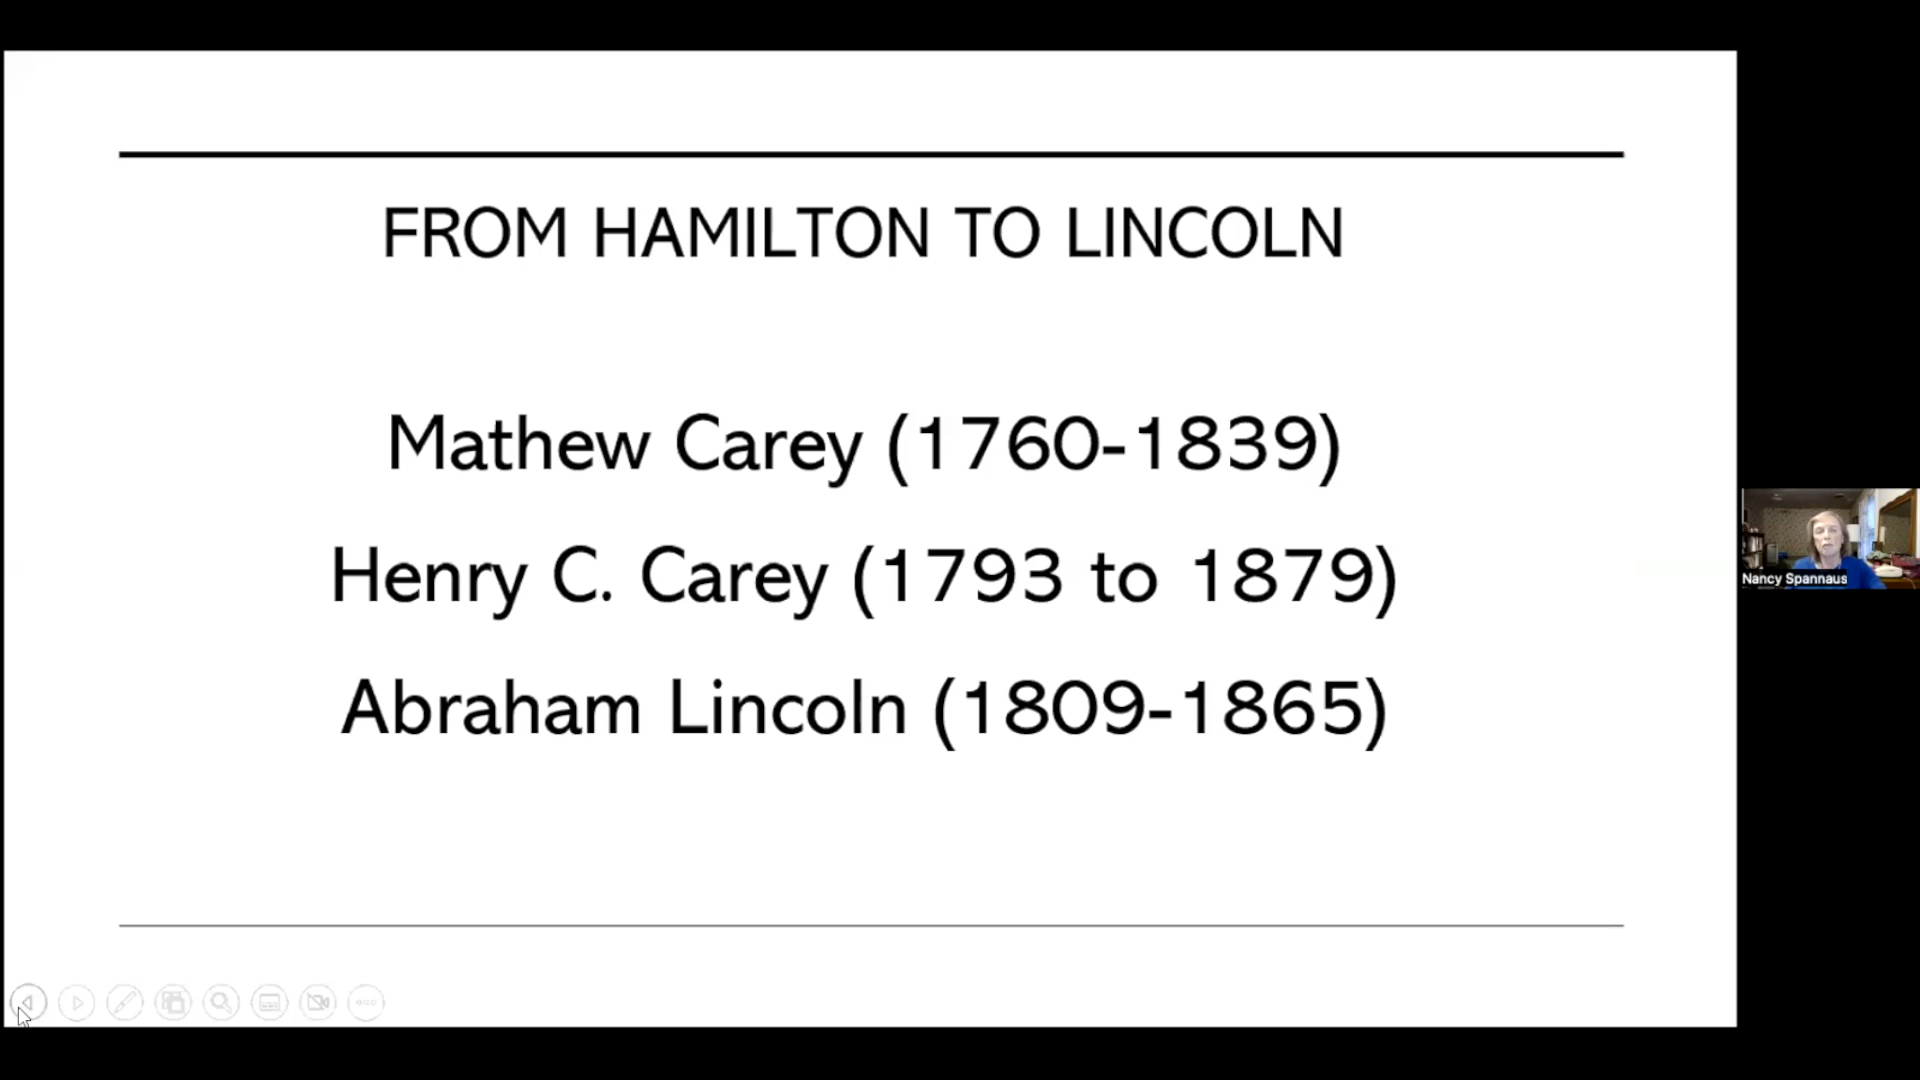 FROM HAMILTON TO LINCOLN
Mathew Carey (1760-1839)
Henry C. Carey (1793 to 1879)
Abraham Lincoln (1809-1865)
Nancy Spannaus